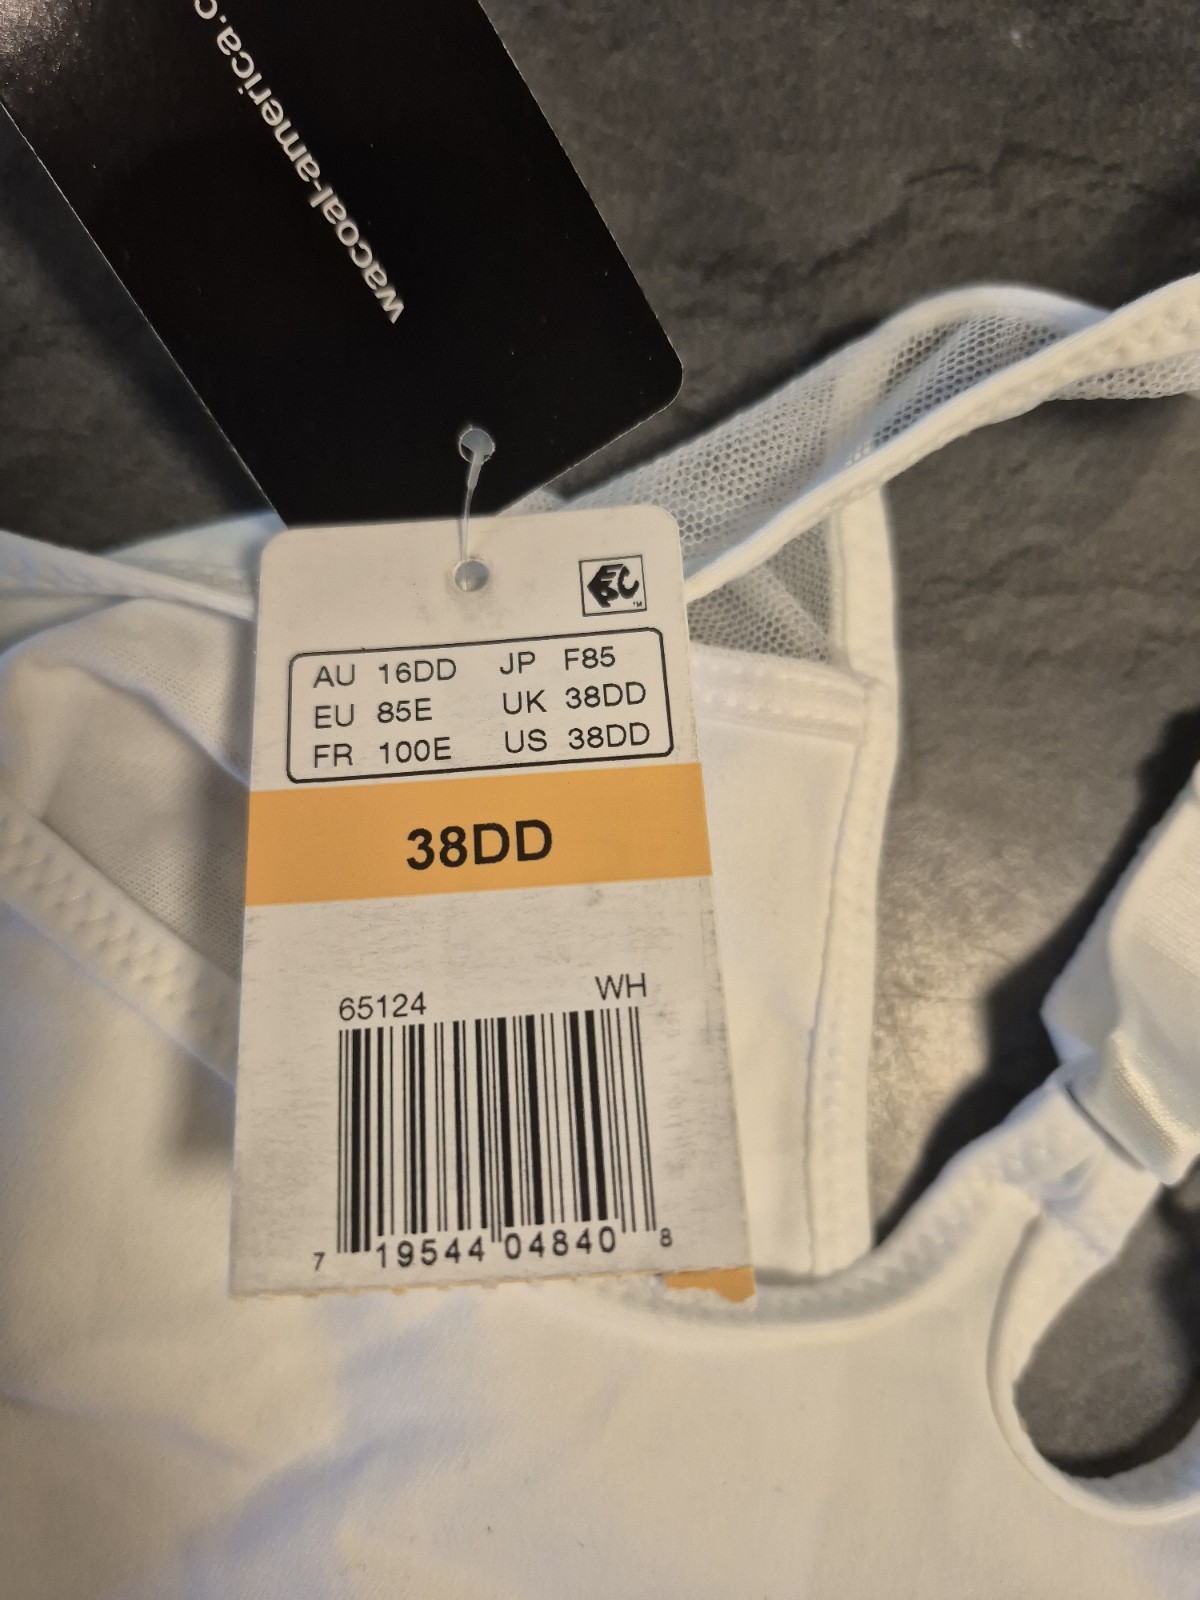 wacoal-america.c
AU 16DD JP F85
EU 85E UK 38DD
FR 100E US 38DD
38DD
65124 WH
7 19544 04840 8